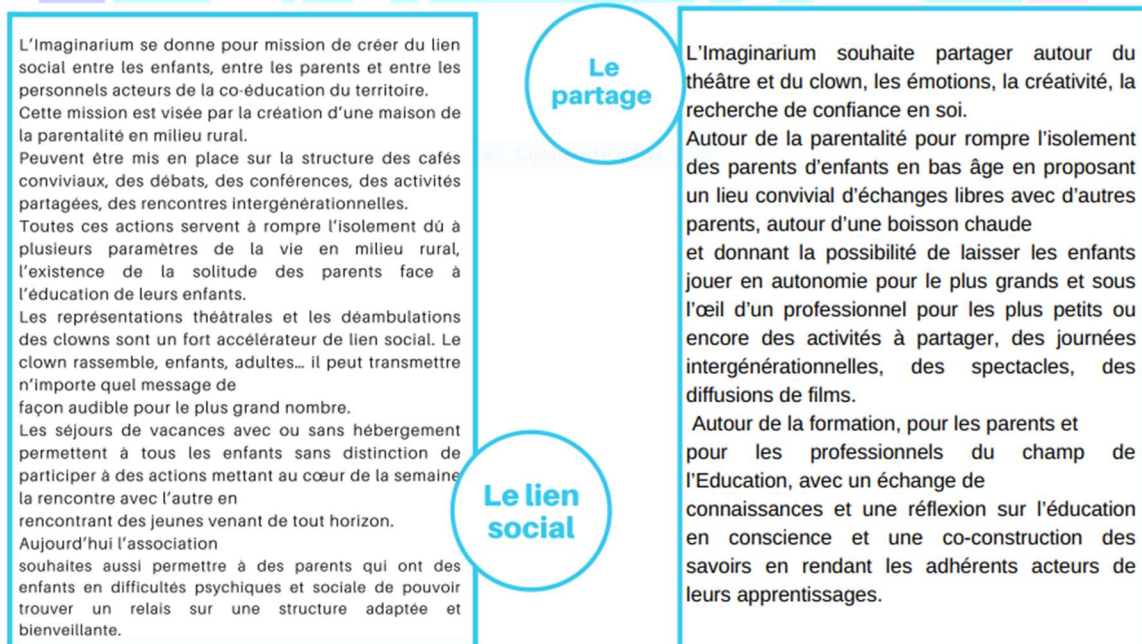 L'Imaginarium se donne pour mission de créer du lien
social entre les enfants, entre les parents et entre les
personnels acteurs de la co-éducation du territoire.
Cette mission est visée par la création d'une maison de
la parentalité en milieu rural.
Peuvent être mis en place sur la structure des cafés
conviviaux, des débats, des conférences, des activités
partagées, des rencontres intergénérationnelles.
Toutes ces actions servent à rompre l'isolement dû à
plusieurs paramètres de la vie en milieu rural,
l'existence de la solitude des parents face à
l'éducation de leurs enfants.
Les représentations théâtrales et les déambulations
des clowns sont un fort accélérateur de lien social. Le
clown rassemble, enfants, adultes... il peut transmettre
n'importe quel message de
façon audible pour le plus grand nombre.
Les séjours de vacances avec ou sans hébergement
permettent à tous les enfants sans distinction de
participer à des actions mettant au cœur de la semaine
la rencontre avec l'autre en
rencontrant des jeunes venant de tout horizon.
Aujourd'hui l'association
souhaites aussi permettre à des parents qui ont des
enfants en difficultés psychiques et sociale de pouvoir
trouver un relais sur une structure adaptée et
bienveillante.
Le lien
social
Le
partage
L'Imaginarium souhaite partager autour du
théâtre et du clown, les émotions, la créativité, la
recherche de confiance en soi.
Autour de la parentalité pour rompre l'isolement
des parents d'enfants en bas âge en proposant
un lieu convivial d'échanges libres avec d'autres
parents, autour d'une boisson chaude
et donnant la possibilité de laisser les enfants
jouer en autonomie pour le plus grands et sous
l'œil d'un professionnel pour les plus petits ou
encore des activités à partager, des journées
intergénérationnelles, des spectacles, des
diffusions de films.
Autour de la formation, pour les parents et
pour les professionnels du champ de
l'Education, avec un échange de
connaissances et une réflexion sur l'éducation
en conscience et une co-construction des
savoirs en rendant les adhérents acteurs de
leurs apprentissages.